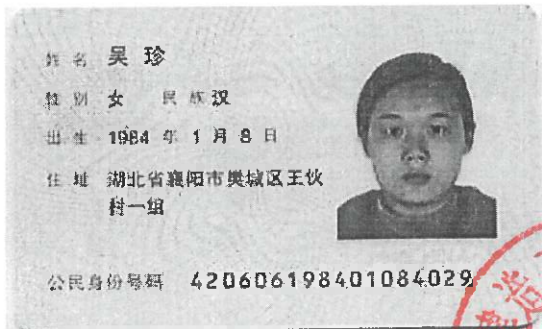 姓名 吴珍
性别 女 民族 汉
出生 1984 年 1 月 8 日
住址 湖北省襄阳市樊城区王伙
村一组
公民身份号码 420606198401084029